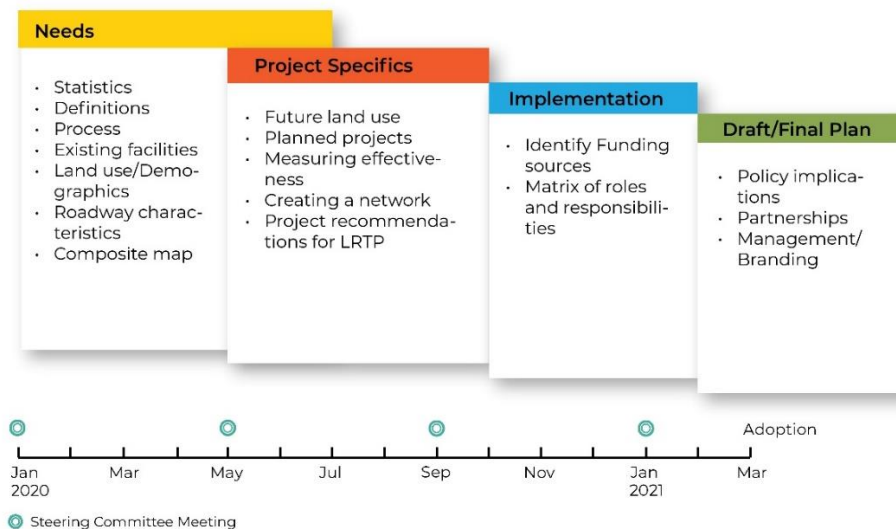 Needs
• Statistics
• Definitions
• Process
• Existing facilities
• Land use/Demo-
graphics
• Roadway charac-
teristics
• Composite map
Project Specifics
• Future land use
• Planned projects
• Measuring effective-
ness
• Creating a network
• Project recommenda-
tions for LRTP
Implementation
• Identify Funding
sources
• Matrix of roles
and responsibili-
ties
Draft/Final Plan
• Policy implica-
tions
• Partnerships
• Management/
Branding
Adoption
Jan
2020
Mar
May
Jul
Sep
Nov
Jan
2021
Mar
Steering Committee Meeting